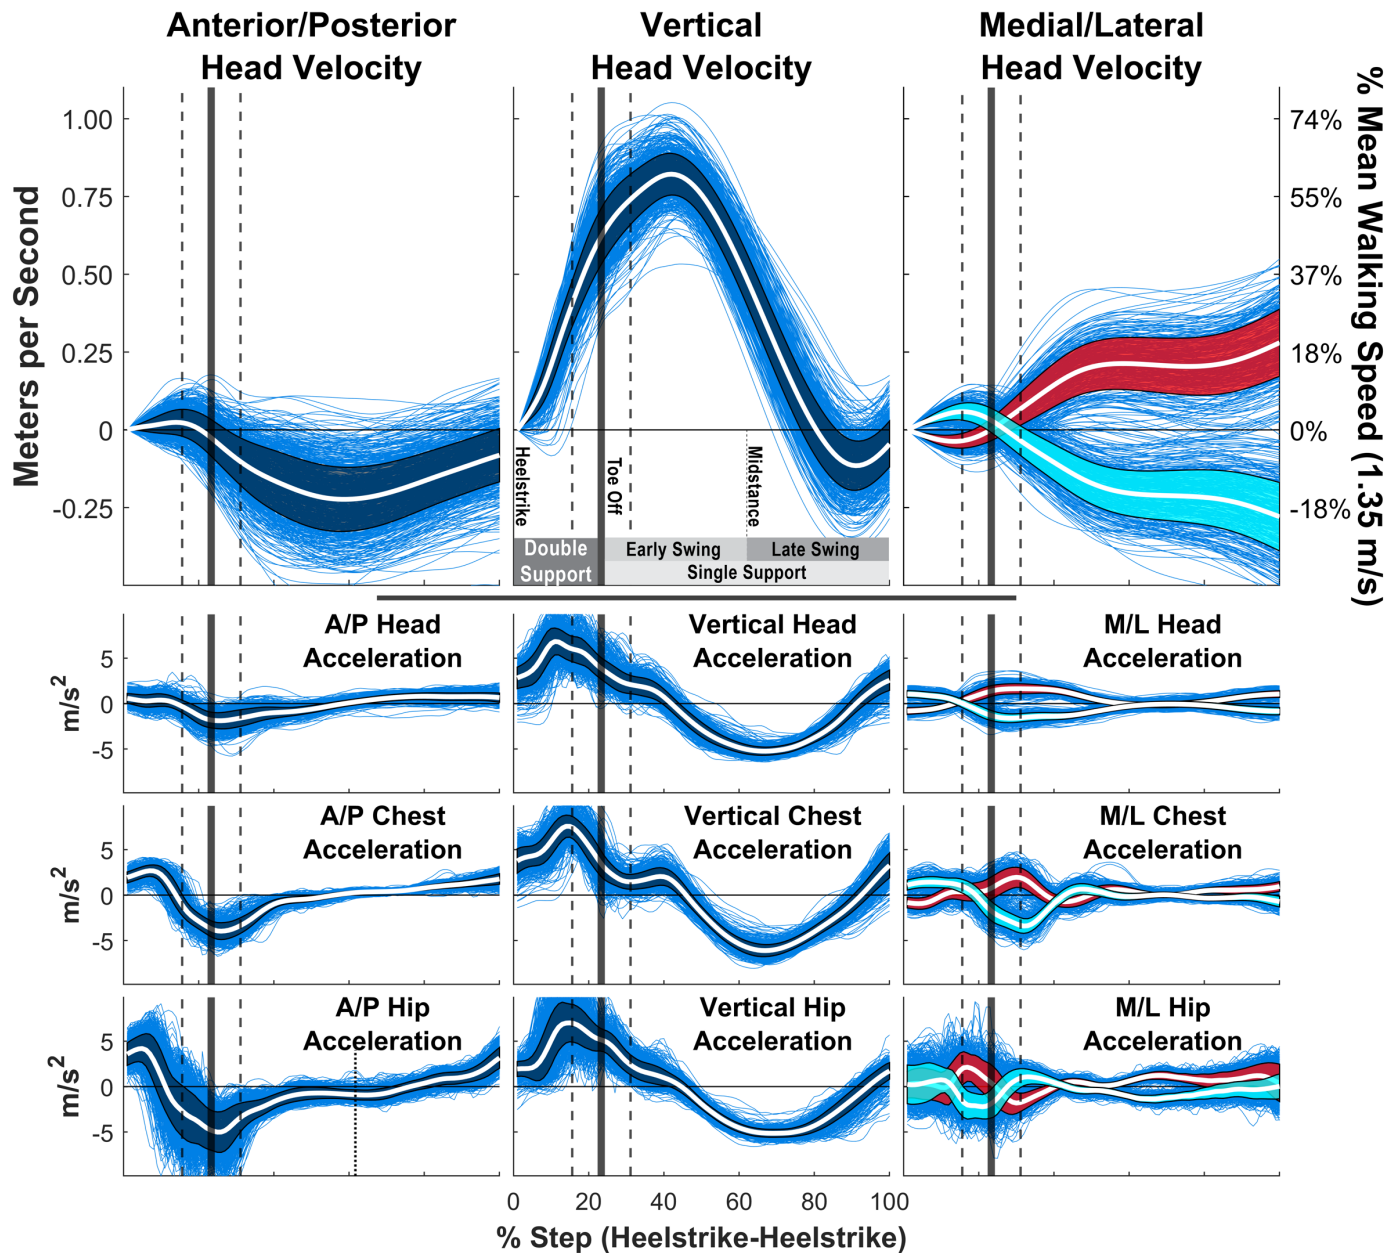 Anterior/Posterior
Head Velocity
Vertical
Head Velocity
Medial/Lateral
Head Velocity
Meters per Second
1.00
0.75
0.50
0.25
0
-0.25
Heelstrike
Toe Off
Midstance
Double
Support
Early Swing
Late Swing
Single Support
74%
55%
37%
18%
0%
-18%
% Mean Walking Speed (1.35 m/s)
m/s²
5
0
-5
A/P Head
Acceleration
Vertical Head
Acceleration
M/L Head
Acceleration
m/s²
5
0
-5
A/P Chest
Acceleration
Vertical Chest
Acceleration
M/L Chest
Acceleration
m/s²
5
0
-5
A/P Hip
Acceleration
Vertical Hip
Acceleration
M/L Hip
Acceleration
0 20 40 60 80 100
% Step (Heelstrike-Heelstrike)